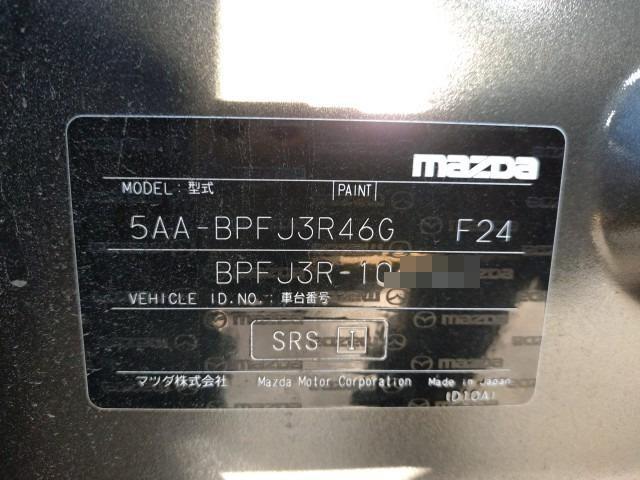 mazda
MODEL: 型式 PAINT
5AA-BPFJ3R46G F24
BPFJ3R-10
VEHICLE ID.NO.: 車台番号
SRS I
マツダ株式会社 Mazda Motor Corporation Made in Japan
(D10A)